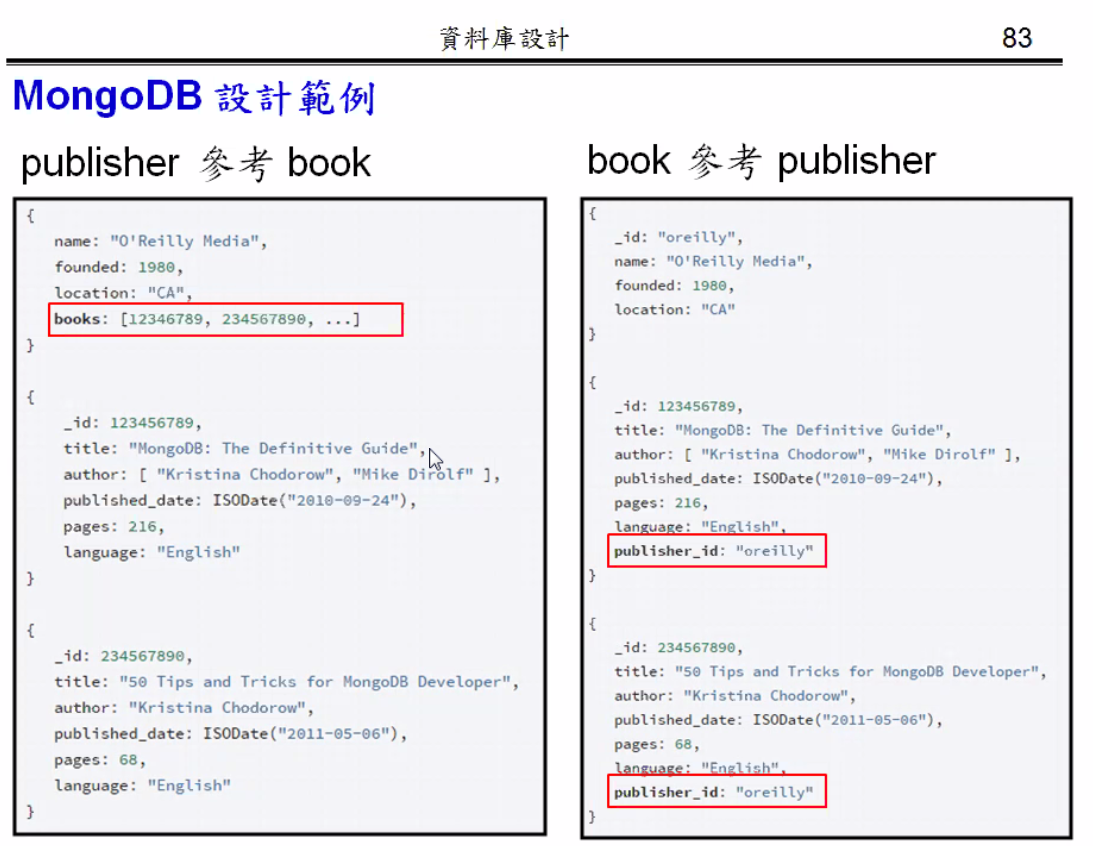 資料庫設計 83
MongoDB 設計範例
publisher 參考 book
{
name: "O'Reilly Media",
founded: 1980,
location: "CA",
books: [12346789, 234567890, ...]
}
{
_id: 123456789,
title: "MongoDB: The Definitive Guide",
author: [ "Kristina Chodorow", "Mike Dirolf" ],
published_date: ISODate("2010-09-24"),
pages: 216,
language: "English"
}
{
_id: 234567890,
title: "50 Tips and Tricks for MongoDB Developer",
author: "Kristina Chodorow",
published_date: ISODate("2011-05-06"),
pages: 68,
language: "English"
}
book 參考 publisher
{
_id: "oreilly",
name: "O'Reilly Media",
founded: 1980,
location: "CA"
}
{
_id: 123456789,
title: "MongoDB: The Definitive Guide",
author: [ "Kristina Chodorow", "Mike Dirolf" ],
published_date: ISODate("2010-09-24"),
pages: 216,
language: "English",
publisher_id: "oreilly"
}
{
_id: 234567890,
title: "50 Tips and Tricks for MongoDB Developer",
author: "Kristina Chodorow",
published_date: ISODate("2011-05-06"),
pages: 68,
language: "English",
publisher_id: "oreilly"
}